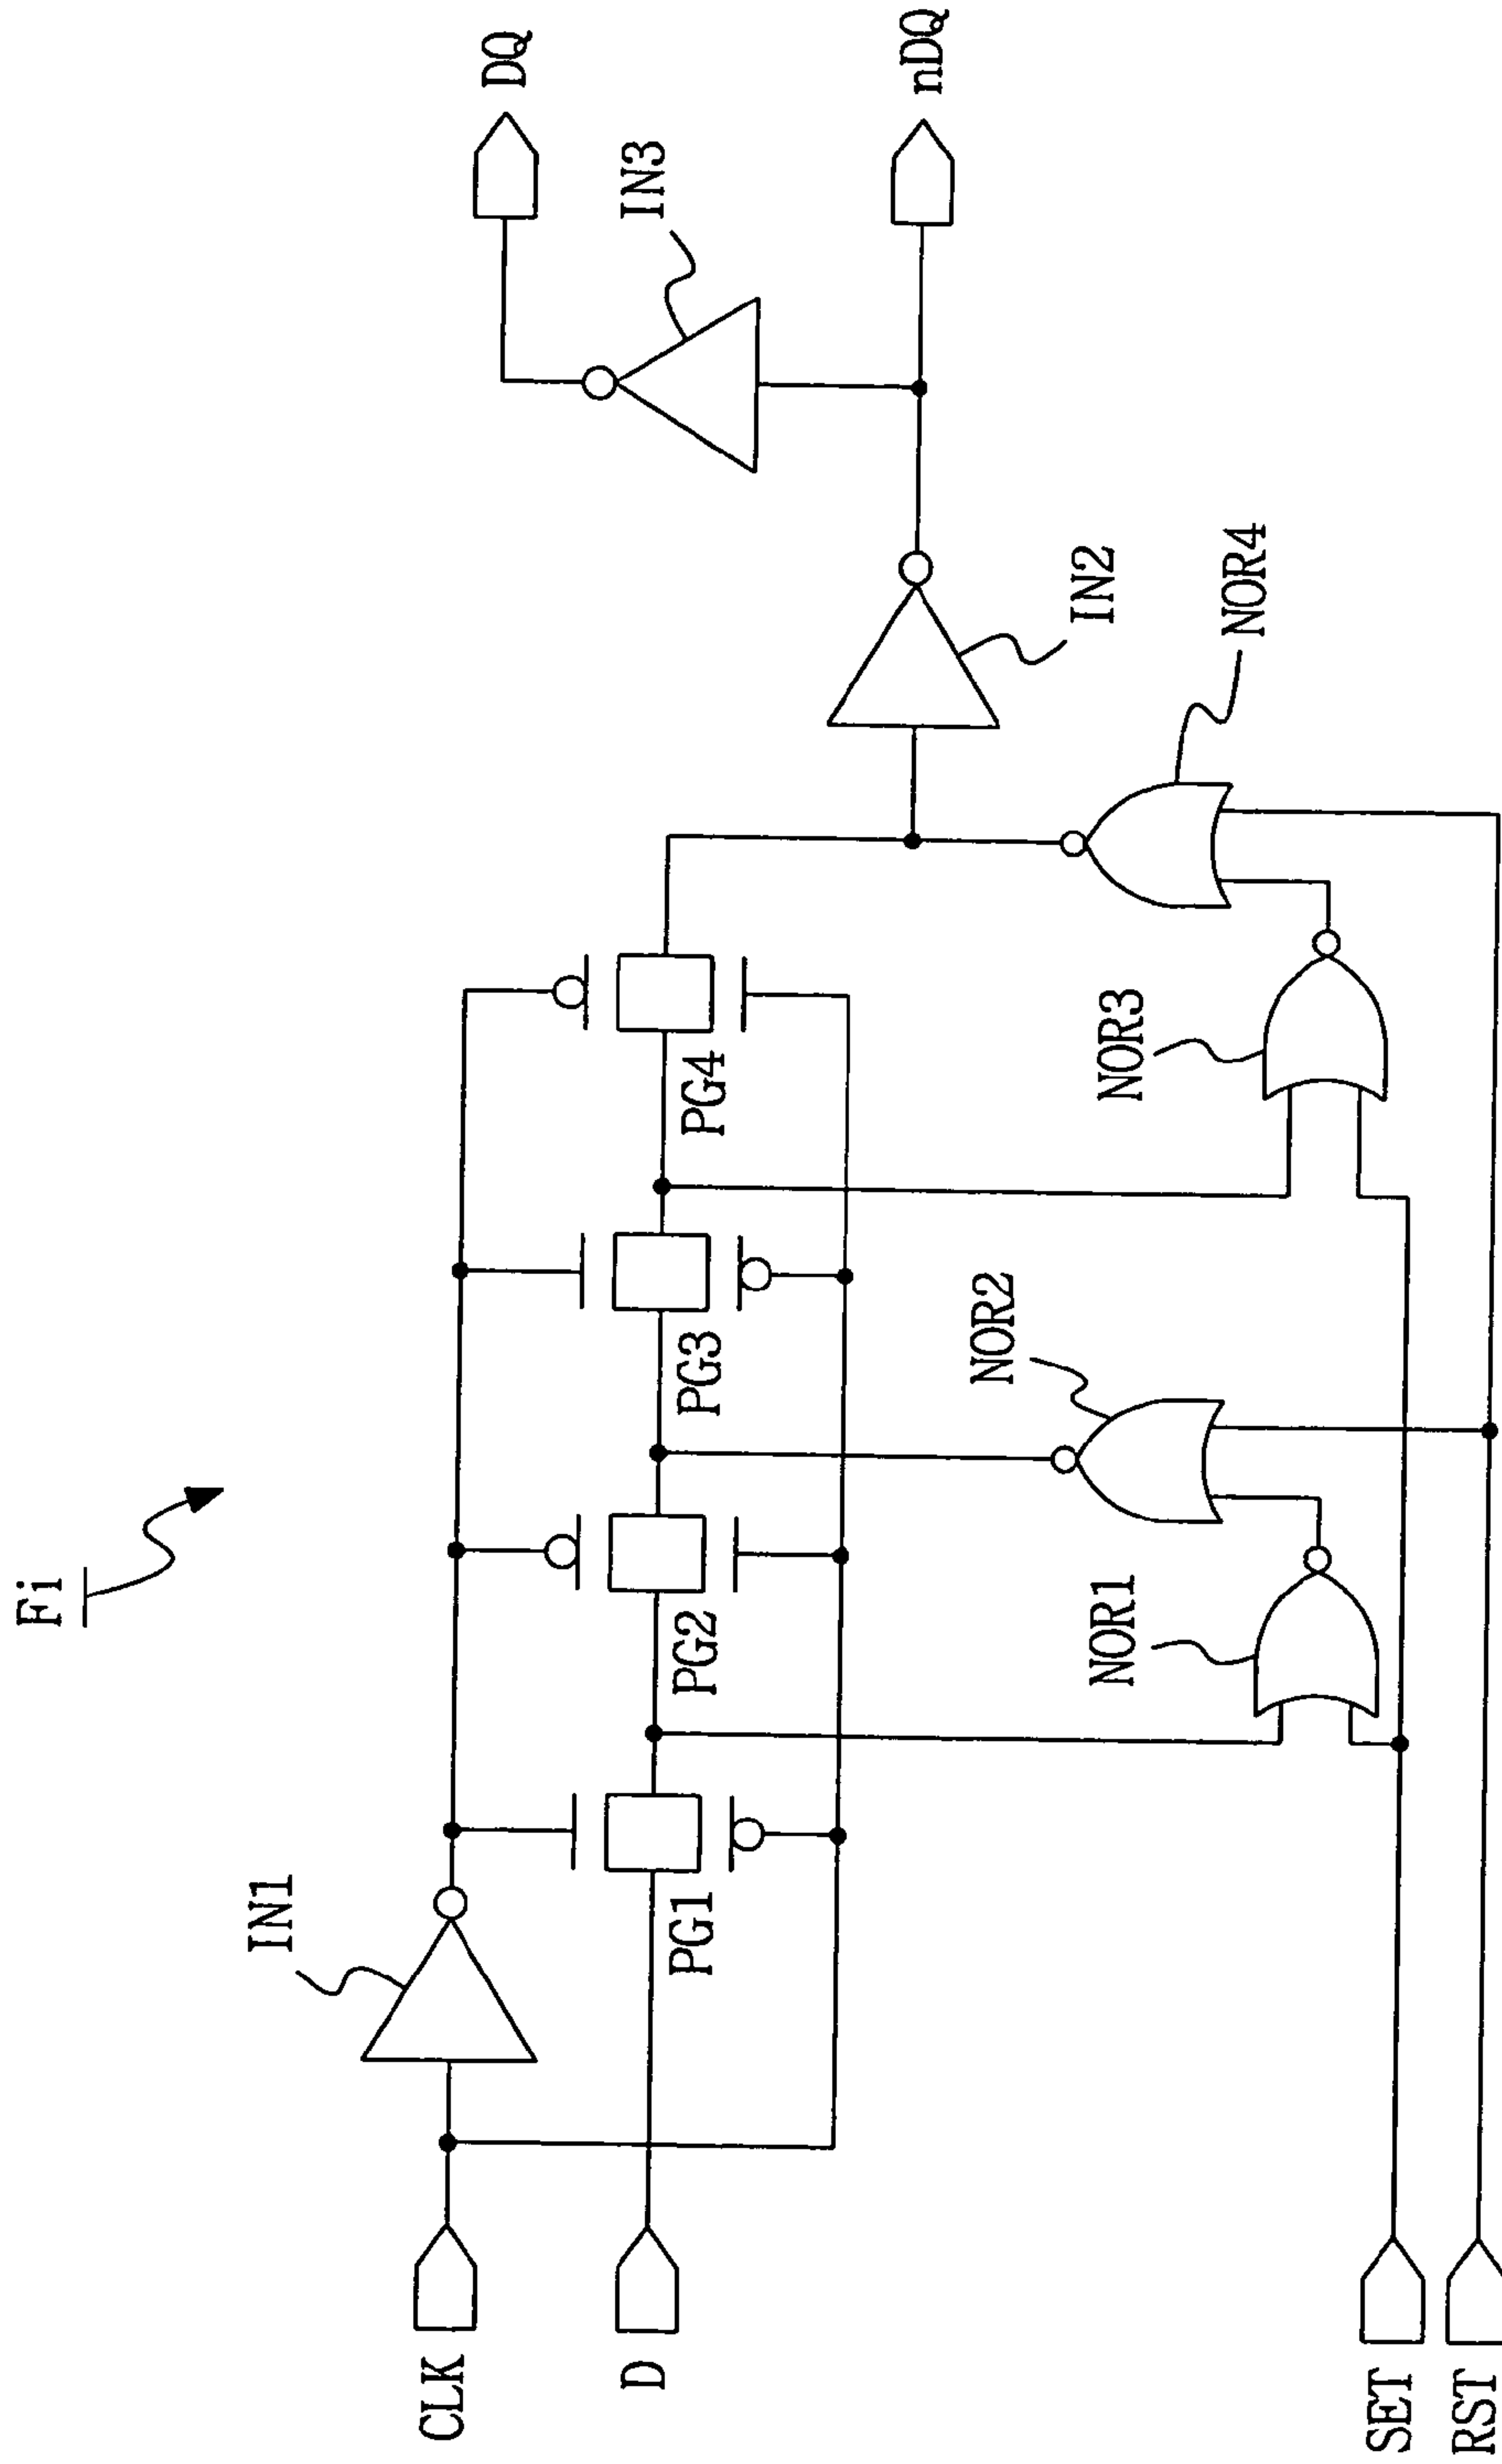 Fi
IN1
CLK
D
PG1
PG2
PG3
PG4
DQ
IN3
nDQ
IN2
NOR4
NOR3
NOR2
NOR1
SET
RST